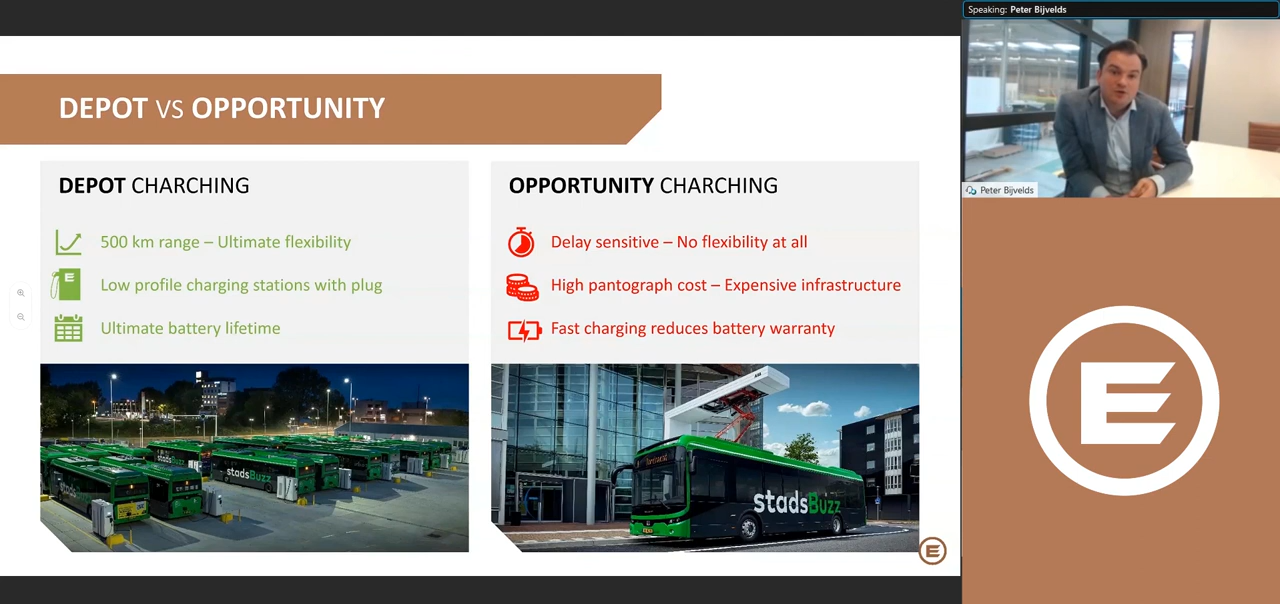 Speaking: Peter Bijvelds
DEPOT VS OPPORTUNITY
DEPOT CHARCHING
500 km range – Ultimate flexibility
E
Low profile charging stations with plug
Ultimate battery lifetime
OPPORTUNITY CHARCHING
Delay sensitive – No flexibility at all
High pantograph cost – Expensive infrastructure
Fast charging reduces battery warranty
stadsBuzz
stadsBuzz
E
Peter Bijvelds
E